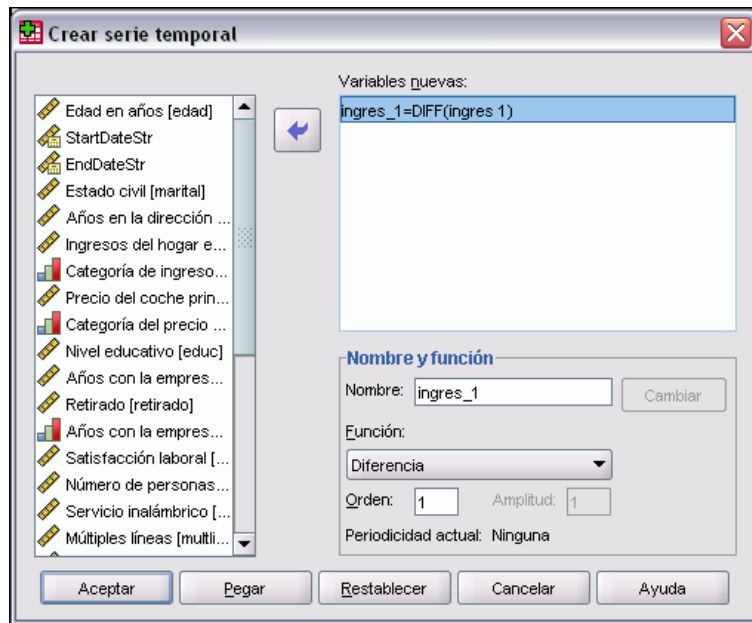 Crear serie temporal
Variables nuevas:
ingres_1=DIFF(ingres 1)
Edad en años [edad]
StartDateStr
EndDateStr
Estado civil [marital]
Años en la dirección ...
Ingresos del hogar e...
Categoría de ingreso...
Precio del coche prin...
Categoría del precio ...
Nivel educativo [educ]
Años con la empres...
Retirado [retirado]
Años con la empres...
Satisfacción laboral [...
Número de personas...
Servicio inalámbrico [...
Múltiples líneas [multli...
Nombre y función
Nombre: ingres_1 Cambiar
Función:
Diferencia
Orden: 1 Amplitud: 1
Periodicidad actual: Ninguna
Aceptar Pegar Restablecer Cancelar Ayuda